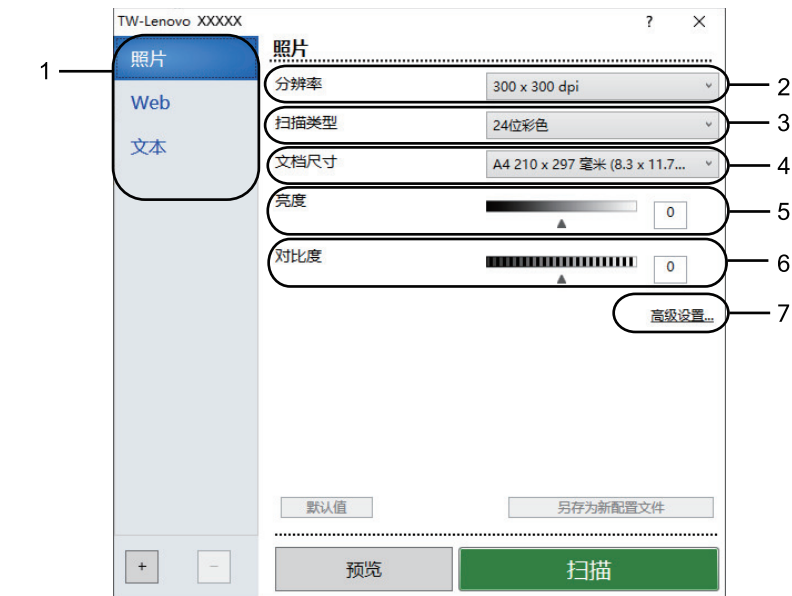 TW-Lenovo XXXXX ? ×
1
照片
Web
文本
照片
分辨率 300 x 300 dpi 2
扫描类型 24位彩色 3
文档尺寸 A4 210 x 297 毫米 (8.3 x 11.7... 4
亮度 0 5
对比度 0 6
高级设置... 7
默认值 另存为新配置文件
+ − 预览 扫描